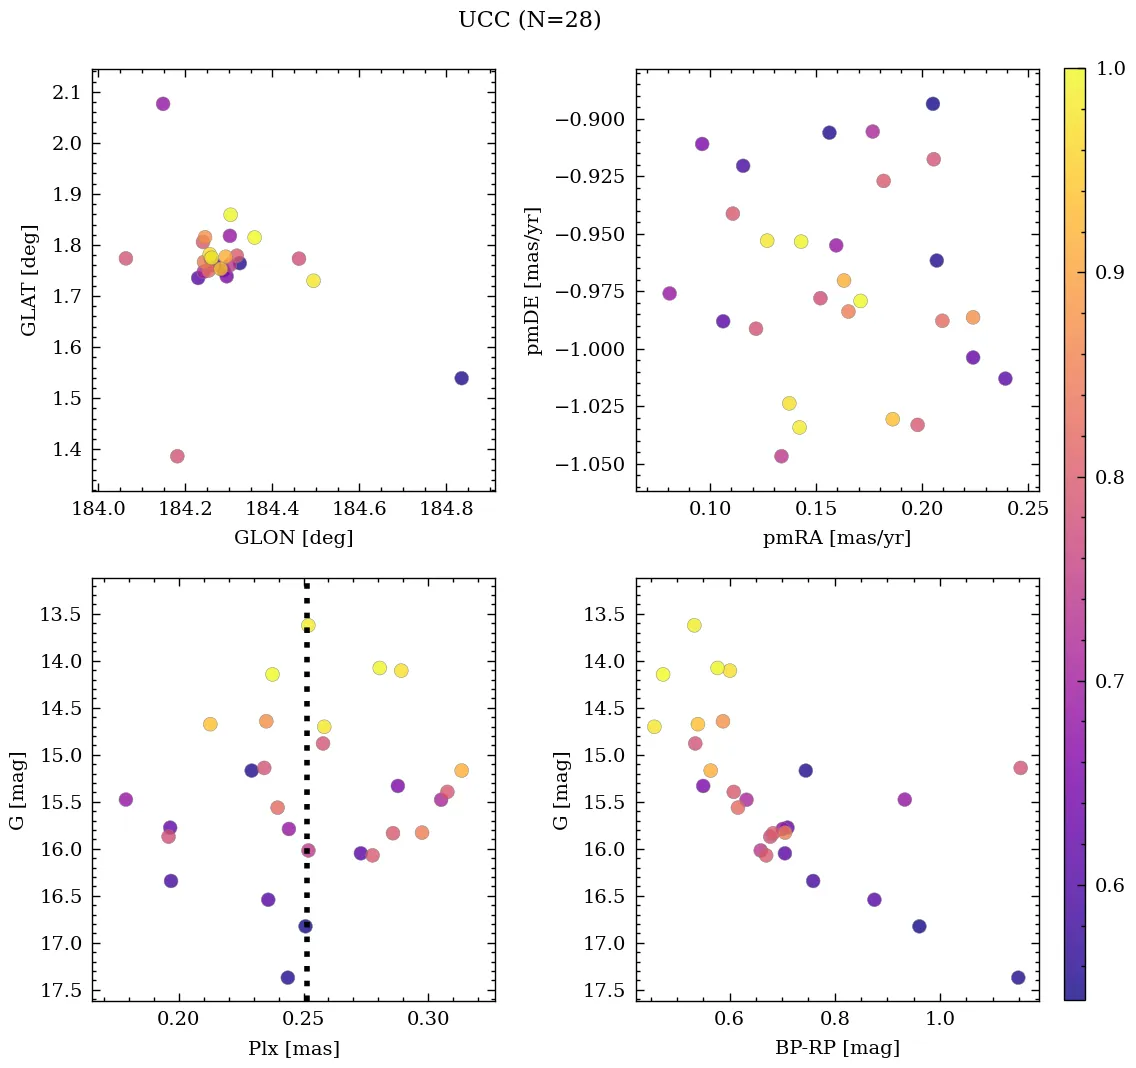 UCC (N=28)
2.1
2.0
1.9
1.8
1.7
1.6
1.5
1.4
GLAT [deg]
184.0 184.2 184.4 184.6 184.8
GLON [deg]
−0.900
−0.925
−0.950
−0.975
−1.000
−1.025
−1.050
pmDE [mas/yr]
0.10 0.15 0.20 0.25
pmRA [mas/yr]
13.5
14.0
14.5
15.0
15.5
16.0
16.5
17.0
17.5
G [mag]
0.20 0.25 0.30
Plx [mas]
13.5
14.0
14.5
15.0
15.5
16.0
16.5
17.0
17.5
G [mag]
0.6 0.8 1.0
BP-RP [mag]
1.0
0.9
0.8
0.7
0.6